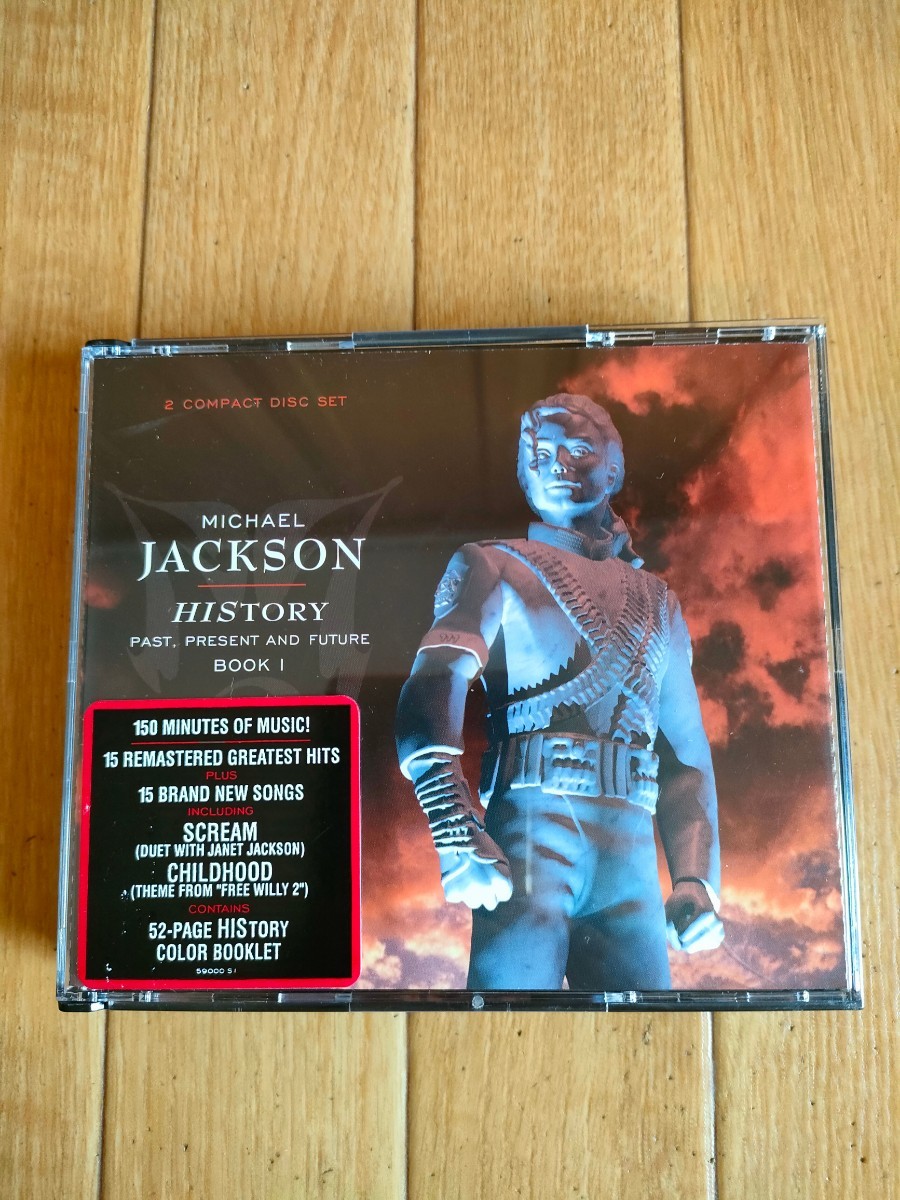 2 COMPACT DISC SET
MICHAEL
JACKSON
HISTORY
PAST, PRESENT AND FUTURE
BOOK I
150 MINUTES OF MUSIC!
15 REMASTERED GREATEST HITS
PLUS
15 BRAND NEW SONGS
INCLUDING
SCREAM
(DUET WITH JANET JACKSON)
CHILDHOOD
(THEME FROM "FREE WILLY 2")
CONTAINS
52-PAGE HIStory
COLOR BOOKLET
59000 S1